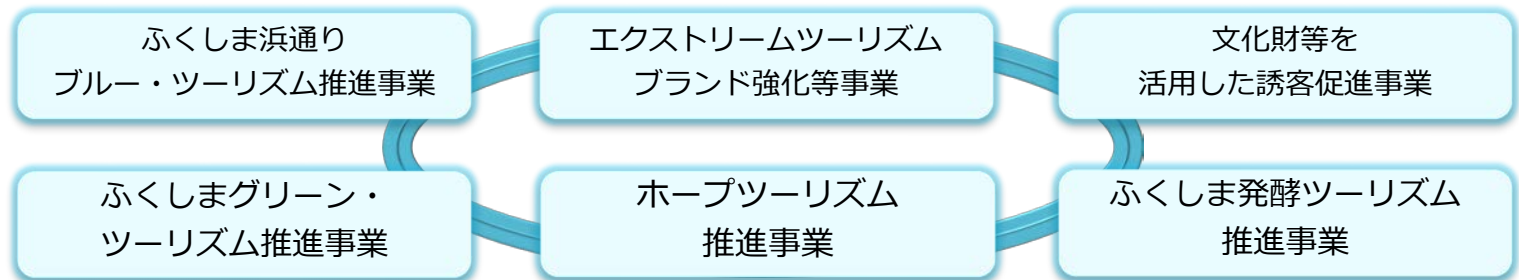 ふくしま浜通り
ブルー・ツーリズム推進事業
エクストリームツーリズム
ブランド強化等事業
文化財等を
活用した誘客促進事業
ふくしまグリーン・
ツーリズム推進事業
ホープツーリズム
推進事業
ふくしま発酵ツーリズム
推進事業